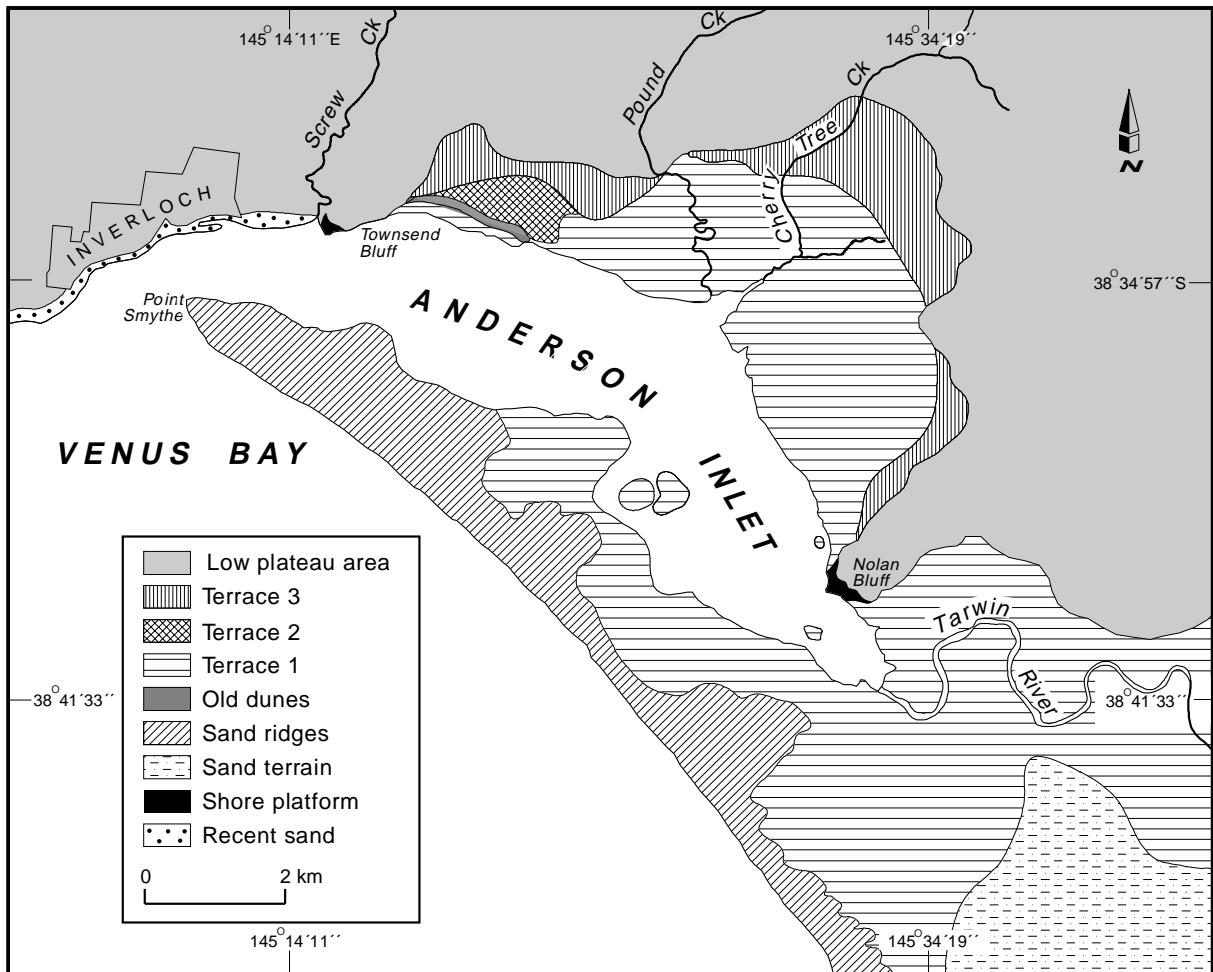 145°14´11´´E
Ck
Screw
Ck
Pound
145°34´19´´
Ck
Tree
Cherry
N
INVERLOCH
Townsend
Bluff
Point
Smythe
38°34´57´´S
ANDERSON
INLET
VENUS BAY
Nolan
Bluff
Tarwin
River
38°41´33´´
38°41´33´´
Low plateau area
Terrace 3
Terrace 2
Terrace 1
Old dunes
Sand ridges
Sand terrain
Shore platform
Recent sand
0 2 km
145°14´11´´
145°34´19´´